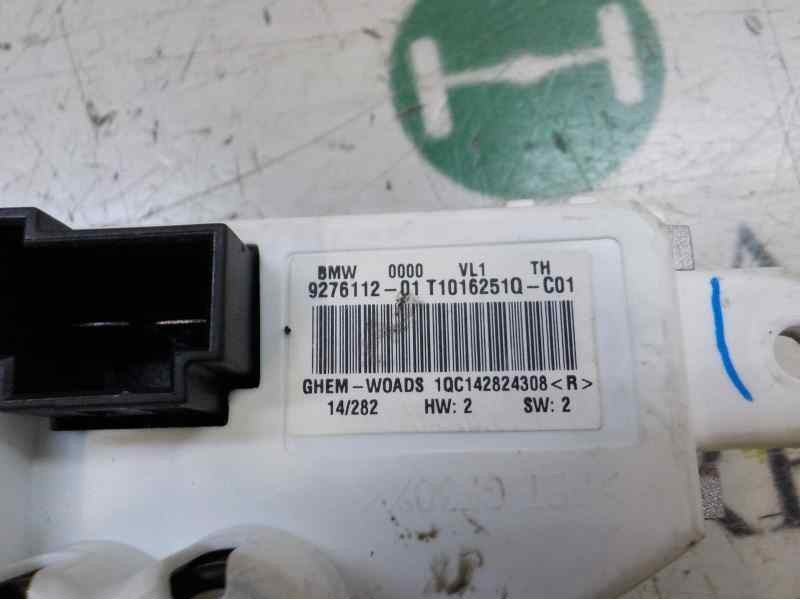 BMW 0000 VL1 TH
9276112-01 T1016251Q-C01
GHEM-WOADS 1QC142824308<R>
14/282 HW: 2 SW: 2